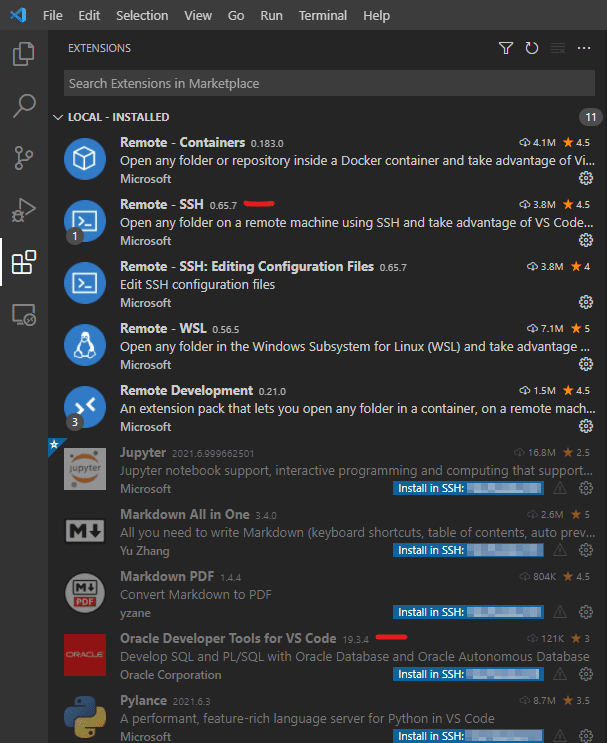 File Edit Selection View Go Run Terminal Help
EXTENSIONS
Search Extensions in Marketplace
LOCAL - INSTALLED 11
Remote - Containers 0.183.0 4.1M 4.5
Open any folder or repository inside a Docker container and take advantage of Vi...
Microsoft
Remote - SSH 0.65.7 3.8M 4.5
Open any folder on a remote machine using SSH and take advantage of VS Code...
1
Microsoft
Remote - SSH: Editing Configuration Files 0.65.7 3.8M 4
Edit SSH configuration files
Microsoft
Remote - WSL 0.56.5 7.1M 5
Open any folder in the Windows Subsystem for Linux (WSL) and take advantage ...
Microsoft
Remote Development 0.21.0 1.5M 4.5
An extension pack that lets you open any folder in a container, on a remote mach...
3
Microsoft
Jupyter 2021.6.999662501 16.8M 2.5
jupyter
Jupyter notebook support, interactive programming and computing that support...
Microsoft Install in SSH:
Markdown All in One 3.4.0 2.6M 5
M
All you need to write Markdown (keyboard shortcuts, table of contents, auto prev...
Yu Zhang Install in SSH:
Markdown PDF 1.4.4 804K 4.5
M
PDF
Convert Markdown to PDF
yzane Install in SSH:
Oracle Developer Tools for VS Code 19.3.4 121K 3
ORACLE
Develop SQL and PL/SQL with Oracle Database and Oracle Autonomous Database
Oracle Corporation Install in SSH:
Pylance 2021.6.3 8.7M 3.5
A performant, feature-rich language server for Python in VS Code
Microsoft Install in SSH: